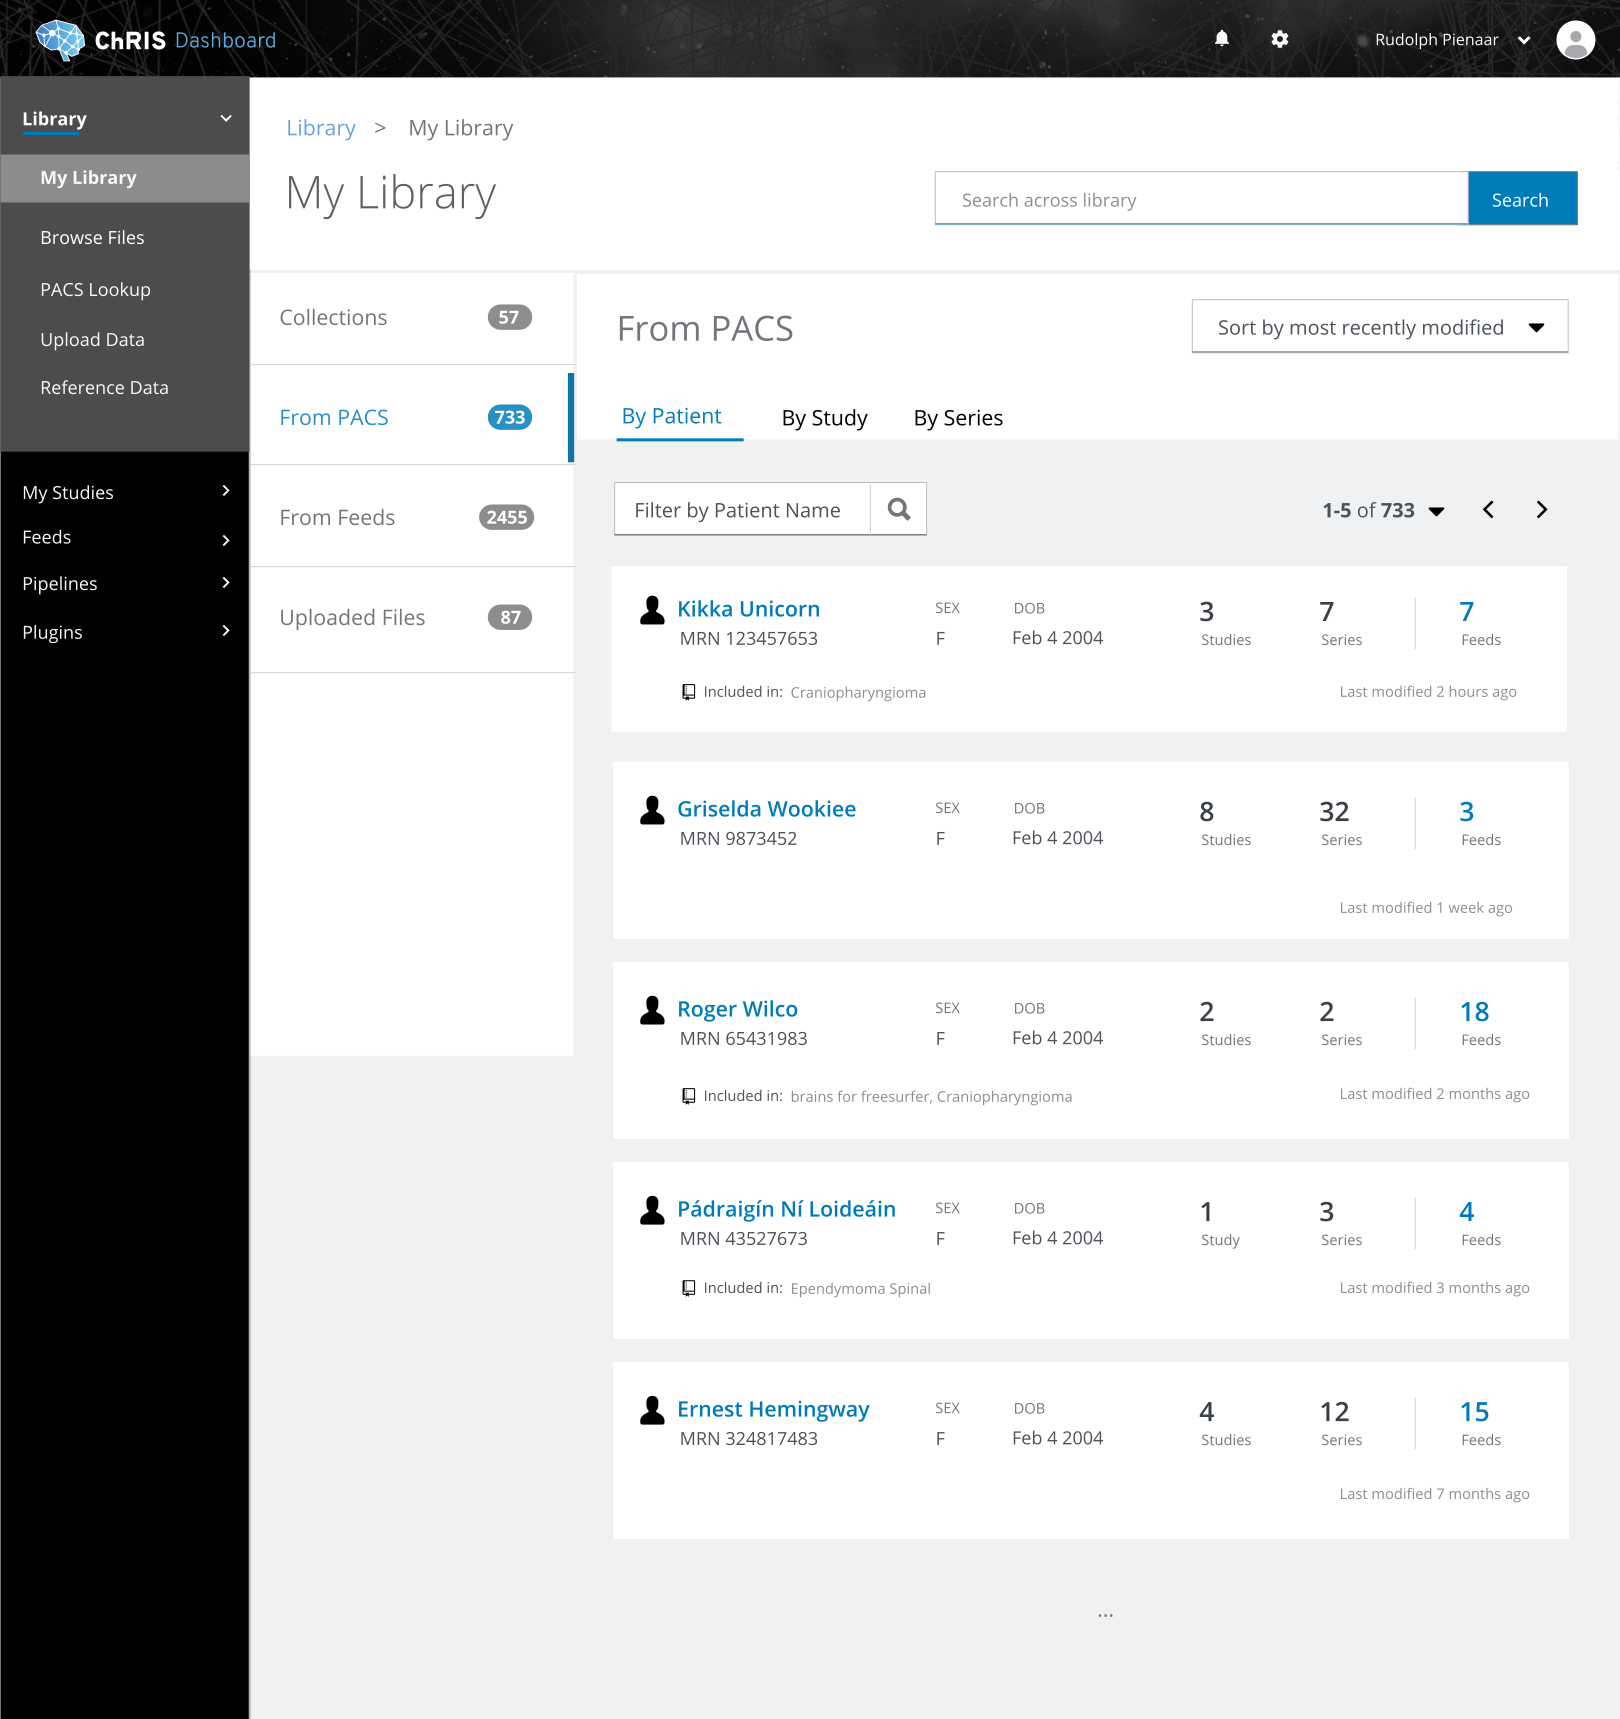 ChRIS Dashboard
Rudolph Pienaar
Library
My Library
Browse Files
PACS Lookup
Upload Data
Reference Data
My Studies
Feeds
Pipelines
Plugins
Library > My Library
My Library
Search across library
Search
Collections 57
From PACS 733
From Feeds 2455
Uploaded Files 87
From PACS
Sort by most recently modified
By Patient By Study By Series
Filter by Patient Name
1-5 of 733
Kikka Unicorn SEX DOB 3 7 7
MRN 123457653 F Feb 4 2004 Studies Series Feeds
Included in: Craniopharyngioma Last modified 2 hours ago
Griselda Wookiee SEX DOB 8 32 3
MRN 9873452 F Feb 4 2004 Studies Series Feeds
Last modified 1 week ago
Roger Wilco SEX DOB 2 2 18
MRN 65431983 F Feb 4 2004 Studies Series Feeds
Included in: brains for freesurfer, Craniopharyngioma Last modified 2 months ago
Pádraigín Ní Loideáin SEX DOB 1 3 4
MRN 43527673 F Feb 4 2004 Study Series Feeds
Included in: Ependymoma Spinal Last modified 3 months ago
Ernest Hemingway SEX DOB 4 12 15
MRN 324817483 F Feb 4 2004 Studies Series Feeds
Last modified 7 months ago
...